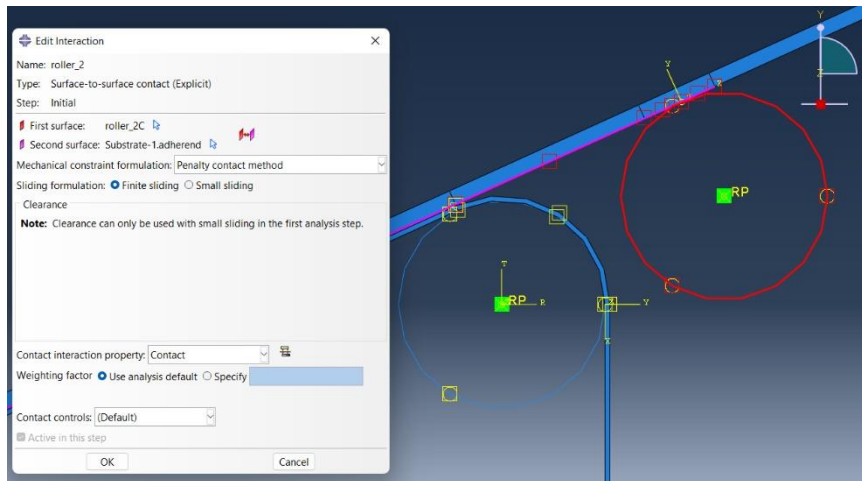 Edit Interaction
Name: roller_2
Type: Surface-to-surface contact (Explicit)
Step: Initial
First surface: roller_2C
Second surface: Substrate-1.adherend
Mechanical constraint formulation: Penalty contact method
Sliding formulation: Finite sliding Small sliding
Clearance
Note: Clearance can only be used with small sliding in the first analysis step.
Contact interaction property: Contact
Weighting factor Use analysis default Specify
Contact controls: (Default)
Active in this step
OK Cancel
Y
Z
Y
X
RP
T
RP R Y
X